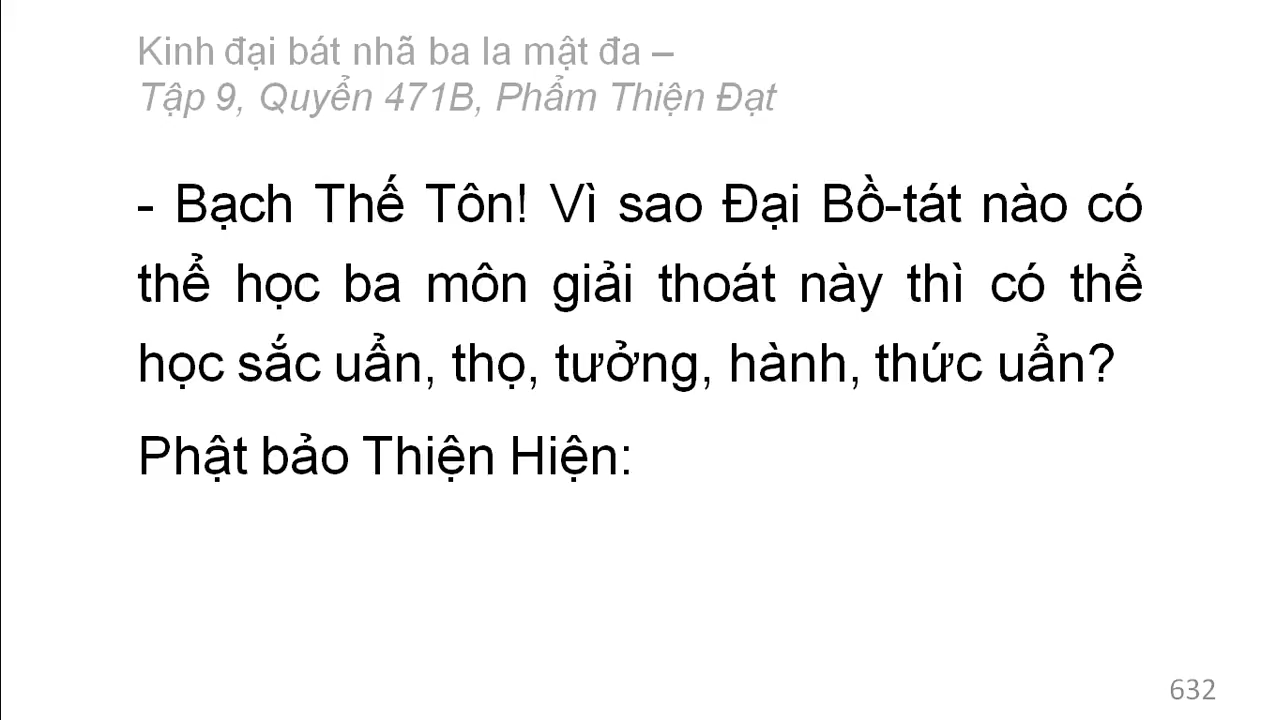 Kinh đại bát nhã ba la mật đa –
Tập 9, Quyển 471B, Phẩm Thiện Đạt
- Bạch Thế Tôn! Vì sao Đại Bồ-tát nào có
thể học ba môn giải thoát này thì có thể
học sắc uẩn, thọ, tưởng, hành, thức uẩn?
Phật bảo Thiện Hiện:
632